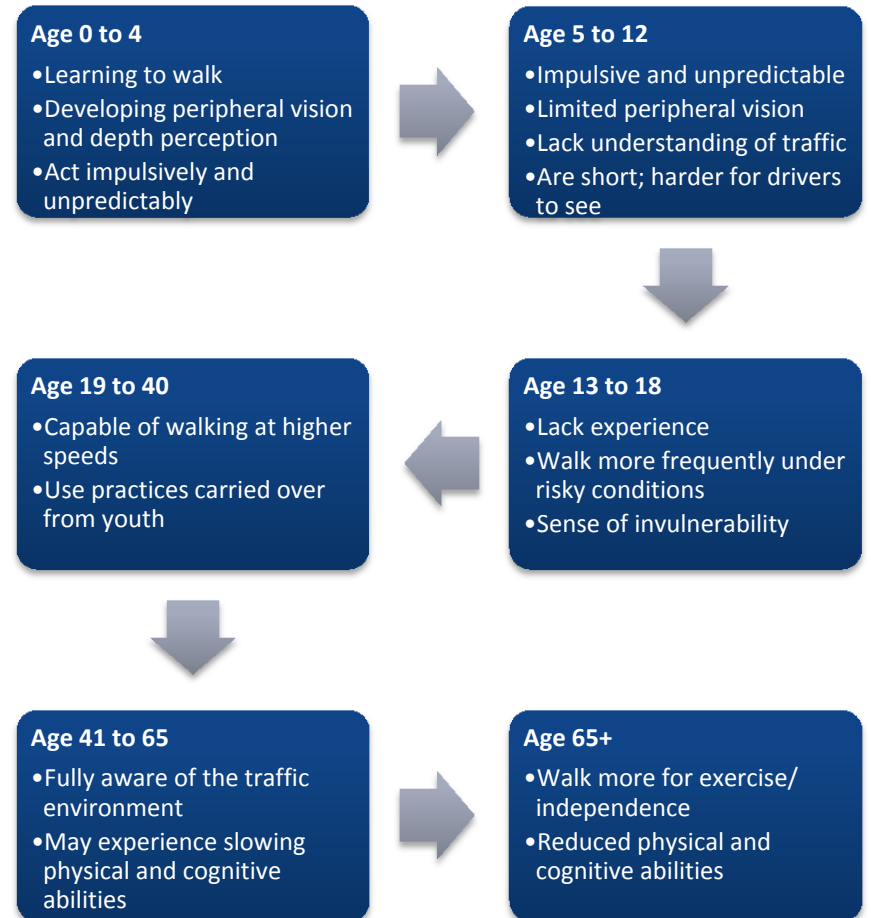 Age 0 to 4
•Learning to walk
•Developing peripheral vision
and depth perception
•Act impulsively and
unpredictably
Age 5 to 12
•Impulsive and unpredictable
•Limited peripheral vision
•Lack understanding of traffic
•Are short; harder for drivers
to see
Age 13 to 18
•Lack experience
•Walk more frequently under
risky conditions
•Sense of invulnerability
Age 19 to 40
•Capable of walking at higher
speeds
•Use practices carried over
from youth
Age 41 to 65
•Fully aware of the traffic
environment
•May experience slowing
physical and cognitive
abilities
Age 65+
•Walk more for exercise/
independence
•Reduced physical and
cognitive abilities